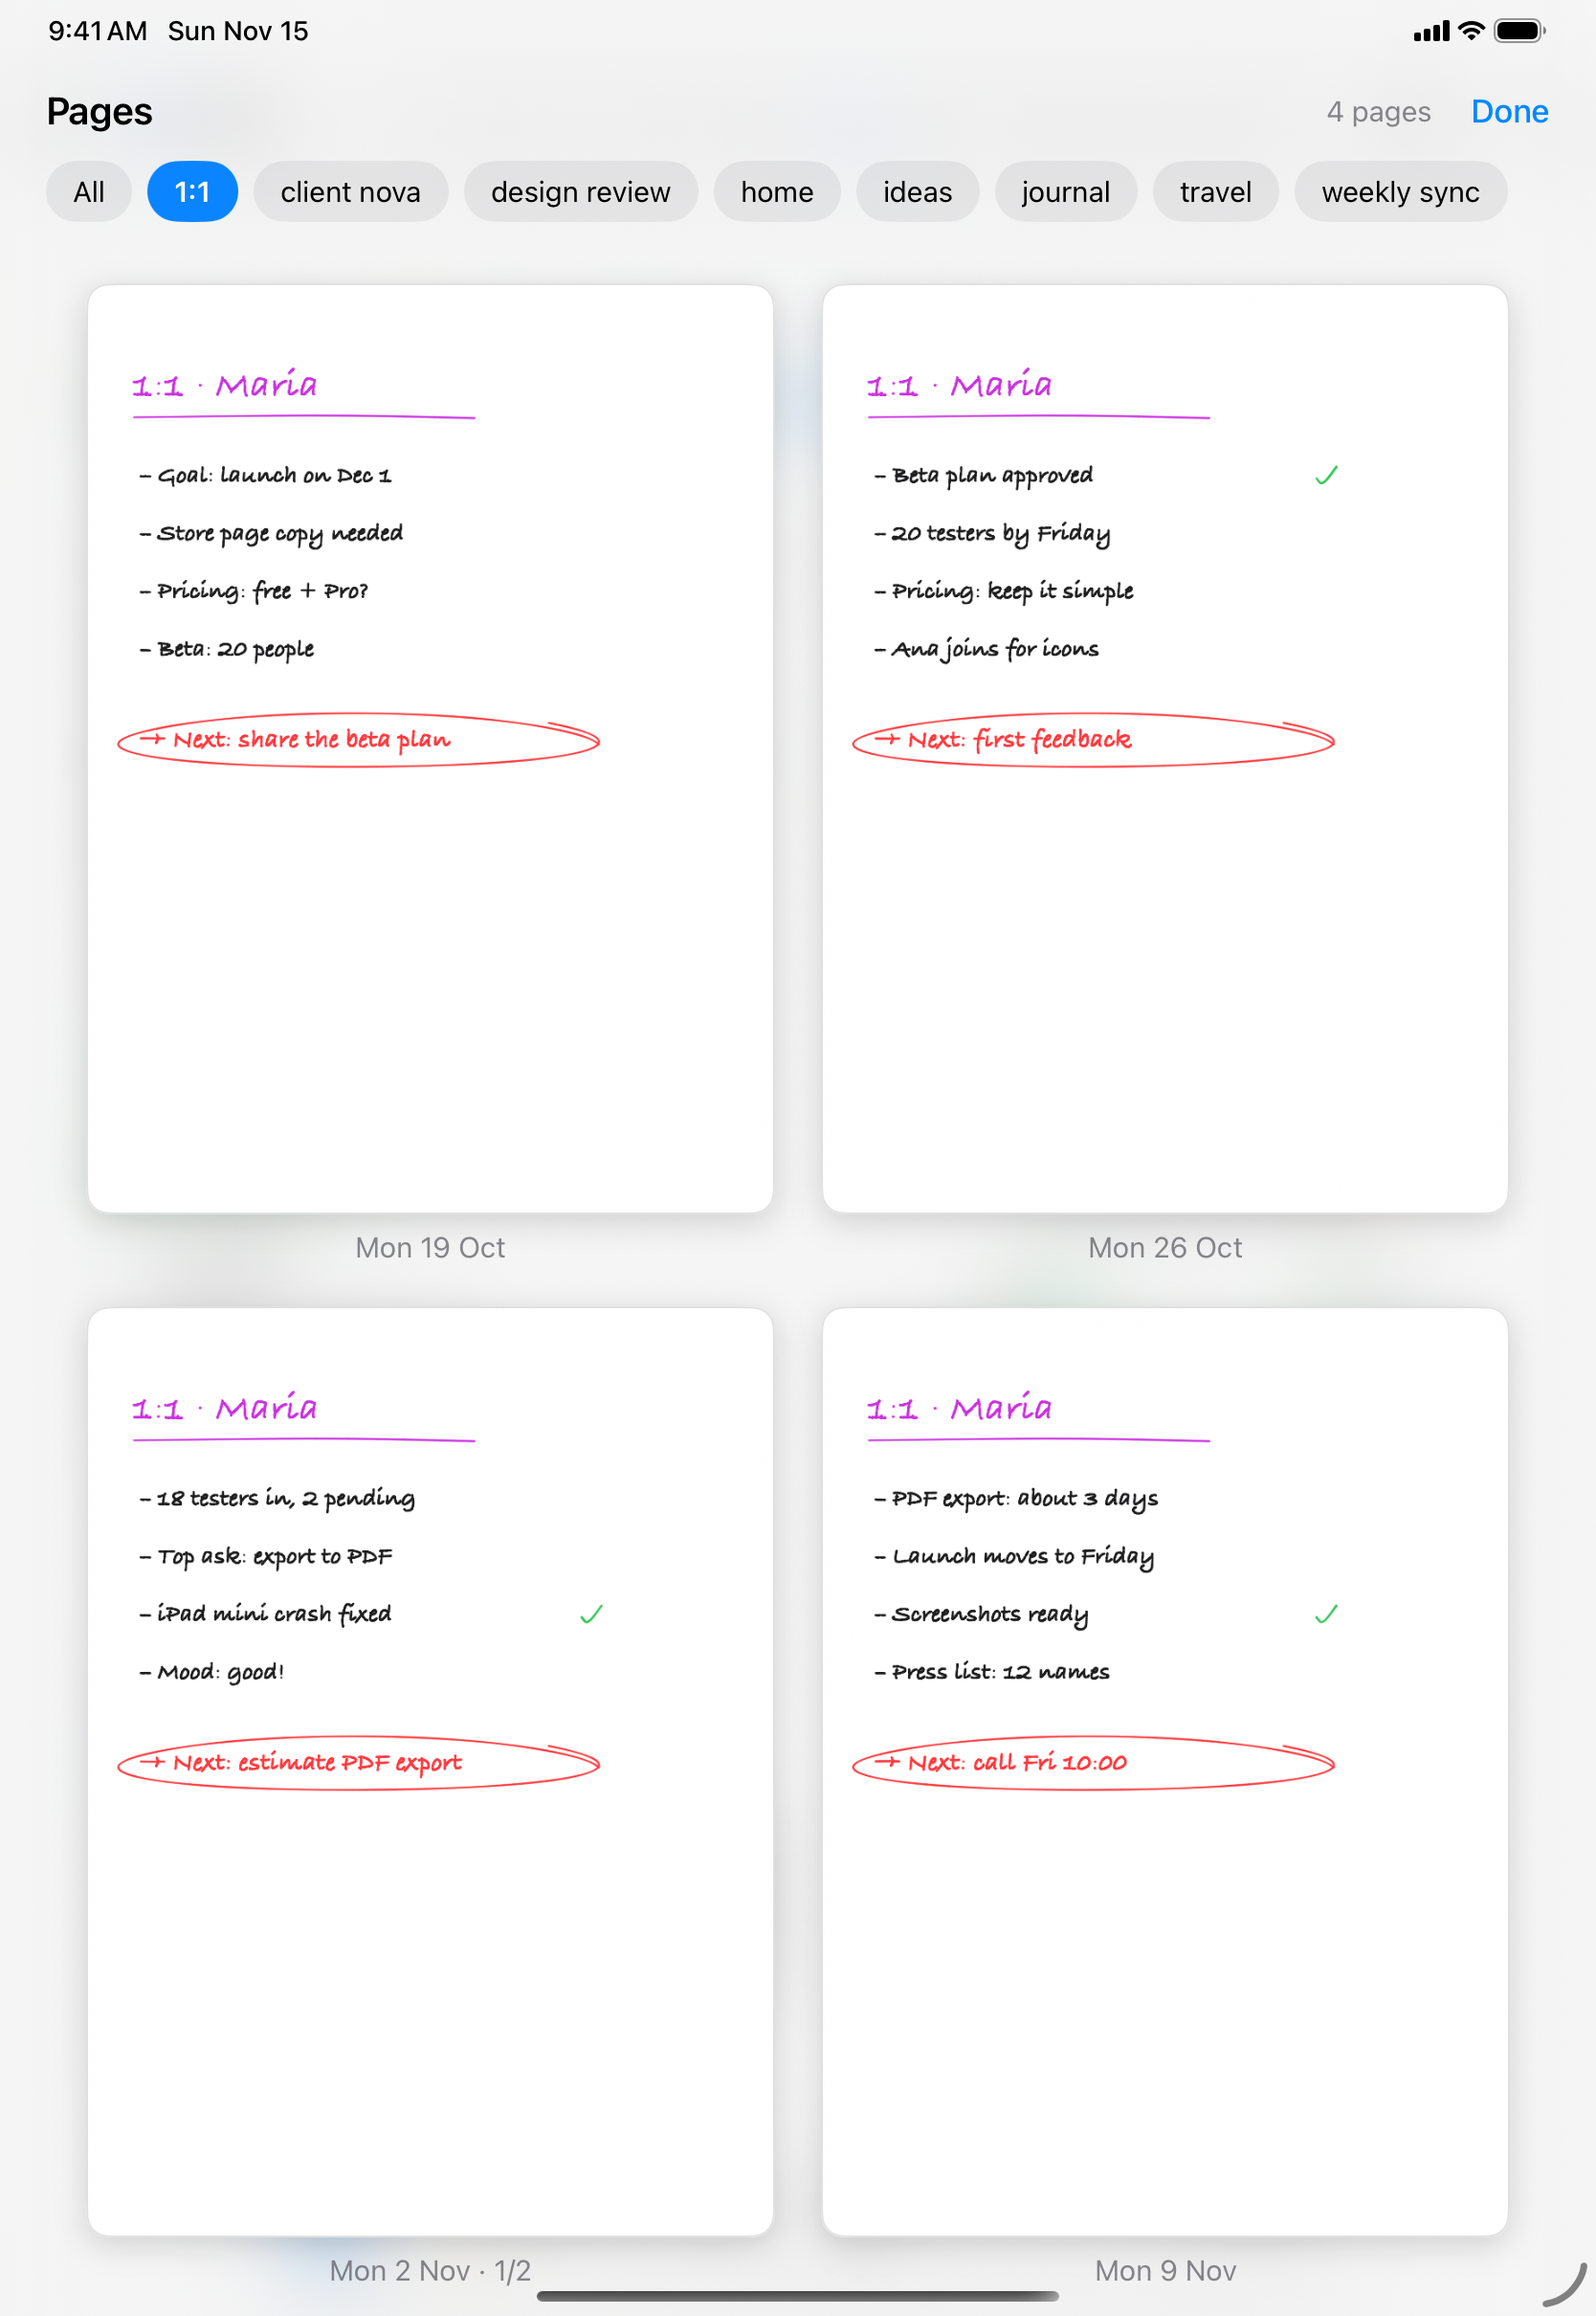 9:41 AM Sun Nov 15
Pages
4 pages Done
All 1:1 client nova design review home ideas journal travel weekly sync
1:1 · María
– Goal: launch on Dec 1
– Store page copy needed
– Pricing: free + Pro?
– Beta: 20 people
→ Next: share the beta plan
Mon 19 Oct
1:1 · María
– Beta plan approved ✓
– 20 testers by Friday
– Pricing: keep it simple
– Ana joins for icons
→ Next: first feedback
Mon 26 Oct
1:1 · María
– 18 testers in, 2 pending
– Top ask: export to PDF
– iPad mini crash fixed ✓
– Mood: good!
→ Next: estimate PDF export
Mon 2 Nov · 1/2
1:1 · María
– PDF export: about 3 days
– Launch moves to Friday
– Screenshots ready ✓
– Press list: 12 names
→ Next: call Fri 10:00
Mon 9 Nov